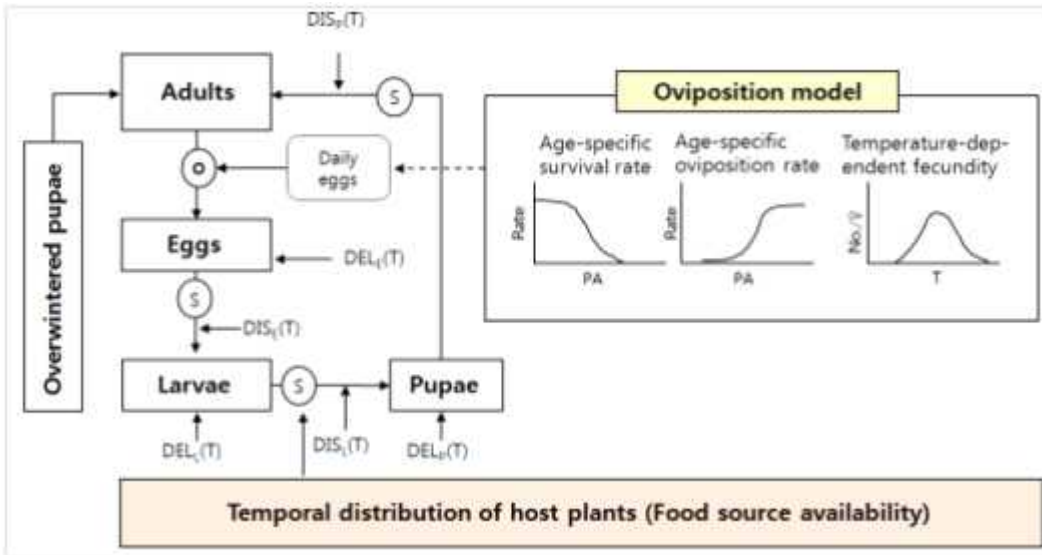 DISₚ(T)
Adults
S
Oviposition model
Overwintered pupae
O
Daily
eggs
Age-specific
survival rate
Rate
PA
Age-specific
oviposition rate
Rate
PA
Temperature-dep-
endent fecundity
No/♀
T
Eggs
DEL_E(T)
S
DIS_E(T)
Larvae
S
Pupae
DEL_L(T)
DIS_L(T)
DELₚ(T)
Temporal distribution of host plants (Food source availability)